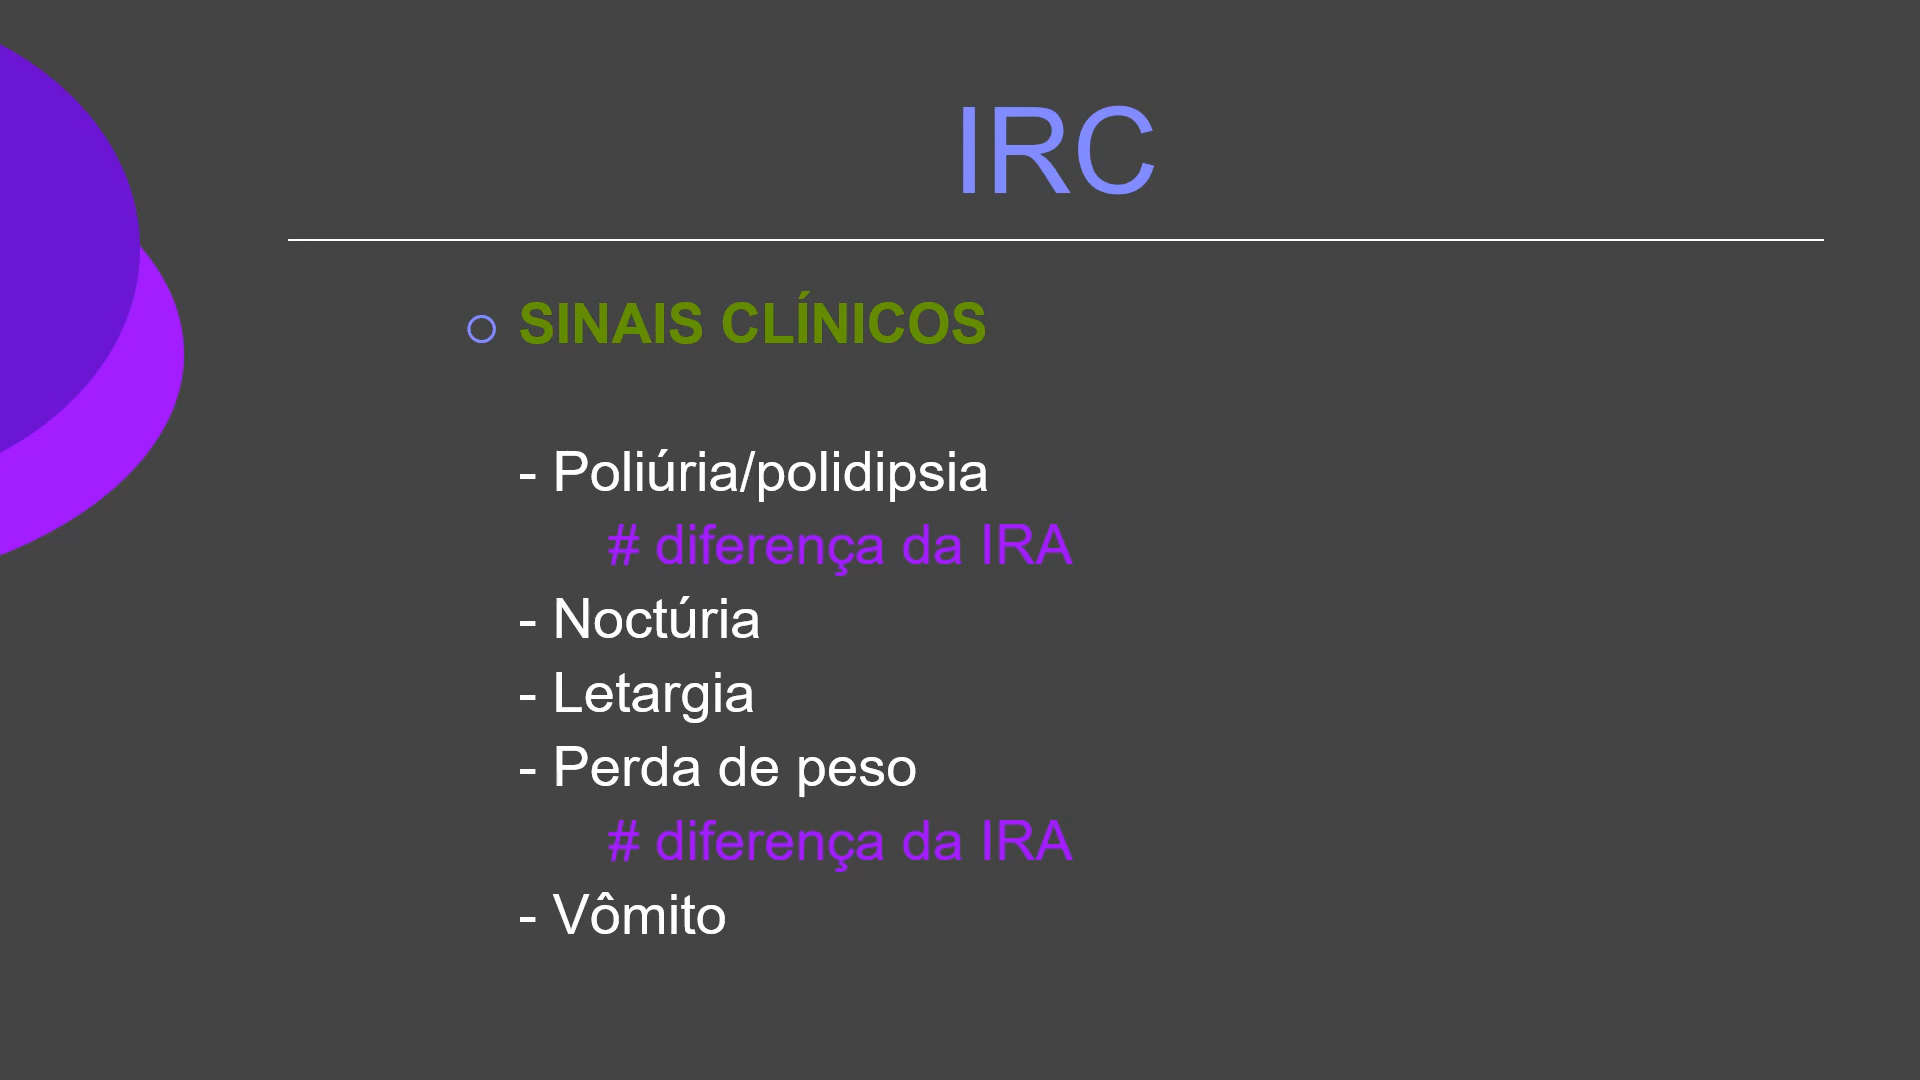 IRC
SINAIS CLÍNICOS
- Poliúria/polidipsia
# diferença da IRA
- Noctúria
- Letargia
- Perda de peso
# diferença da IRA
- Vômito